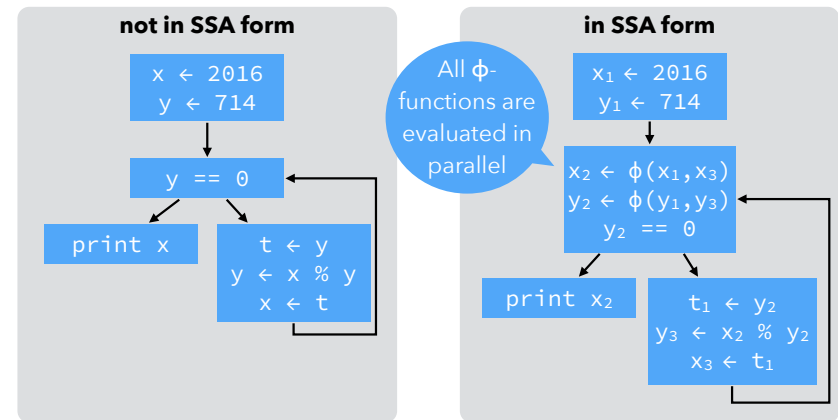 not in SSA form
x ← 2016
y ← 714
y == 0
print x
t ← y
y ← x % y
x ← t
All ϕ-
functions are
evaluated in
parallel
in SSA form
x₁ ← 2016
y₁ ← 714
x₂ ← ϕ(x₁,x₃)
y₂ ← ϕ(y₁,y₃)
y₂ == 0
print x₂
t₁ ← y₂
y₃ ← x₂ % y₂
x₃ ← t₁